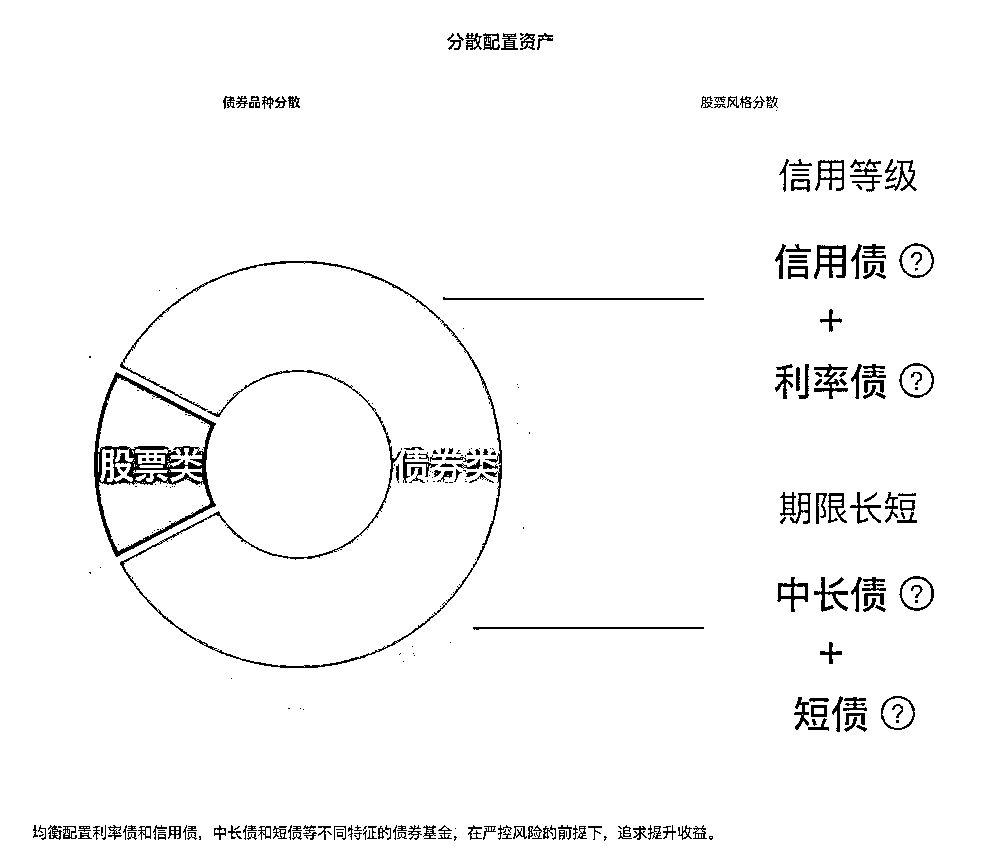 分散配置资产
债券品种分散
股票风格分散
信用等级
信用债 ?
+
利率债 ?
股票类
债券类
期限长短
中长债 ?
+
短债 ?
均衡配置利率债和信用债，中长债和短债等不同特征的债券基金，在严控风险的前提下，追求提升收益。